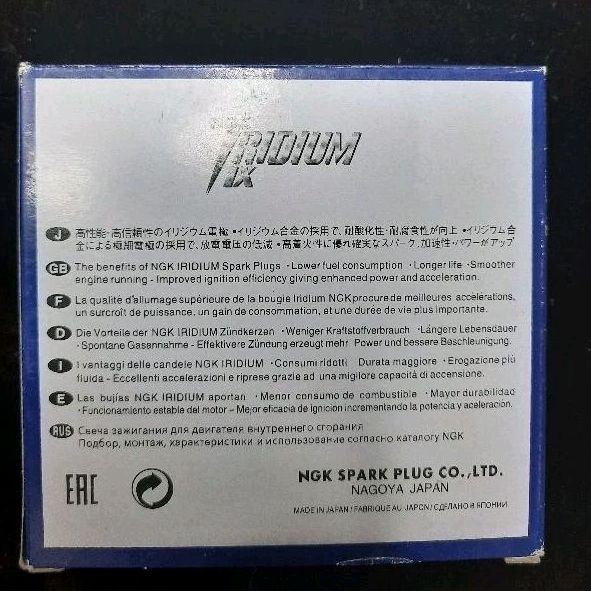 NGK
IRIDIUM
IX
J 高性能・高信頼性のイリジウム電極 ・イリジウム合金の採用で、耐酸化性・耐腐食性が向上 ・イリジウム合
金による極細電極の採用で、放電電圧の低減 ・高着火性に優れ確実なスパーク、加速性・パワーがアップ
GB The benefits of NGK IRIDIUM Spark Plugs ·Lower fuel consumption ·Longer life ·Smoother
engine running - Improved ignition efficiency giving enhanced power and acceleration.
F La qualité d'allumage supérieure de la bougie Iridium NGK procure de meilleures accélérations,
un surcroît de puissance, un gain de consommation, et une durée de vie plus importante.
D Die Vorteile der NGK IRIDIUM Zündkerzen ·Weniger Kraftstoffverbrauch ·Längere Lebensdauer
·Spontane Gasannahme - Effektivere Zündung erzeugt mehr Power und bessere Beschleunigung.
I I vantaggi delle candele NGK IRIDIUM ·Consumi ridotti Durata maggiore ·Erogazione più
fluida - Eccellenti accelerazioni e riprese grazie ad una migliore capacità di accensione.
E Las bujías NGK IRIDIUM aportan ·Menor consumo de combustible ·Mayor durabilidad
·Funcionamiento estable del motor – Mejor eficacia de ignicion incrementando la potencia y aceleracion.
RUS Свеча зажигания для двигателя внутреннего сгорания
Подбор, монтаж, характеристики и использование согласно каталогу NGK
EAC
NGK SPARK PLUG CO.,LTD.
NAGOYA JAPAN
MADE IN JAPAN / FABRIQUÉ AU JAPON / СДЕЛАНО В ЯПОНИИ